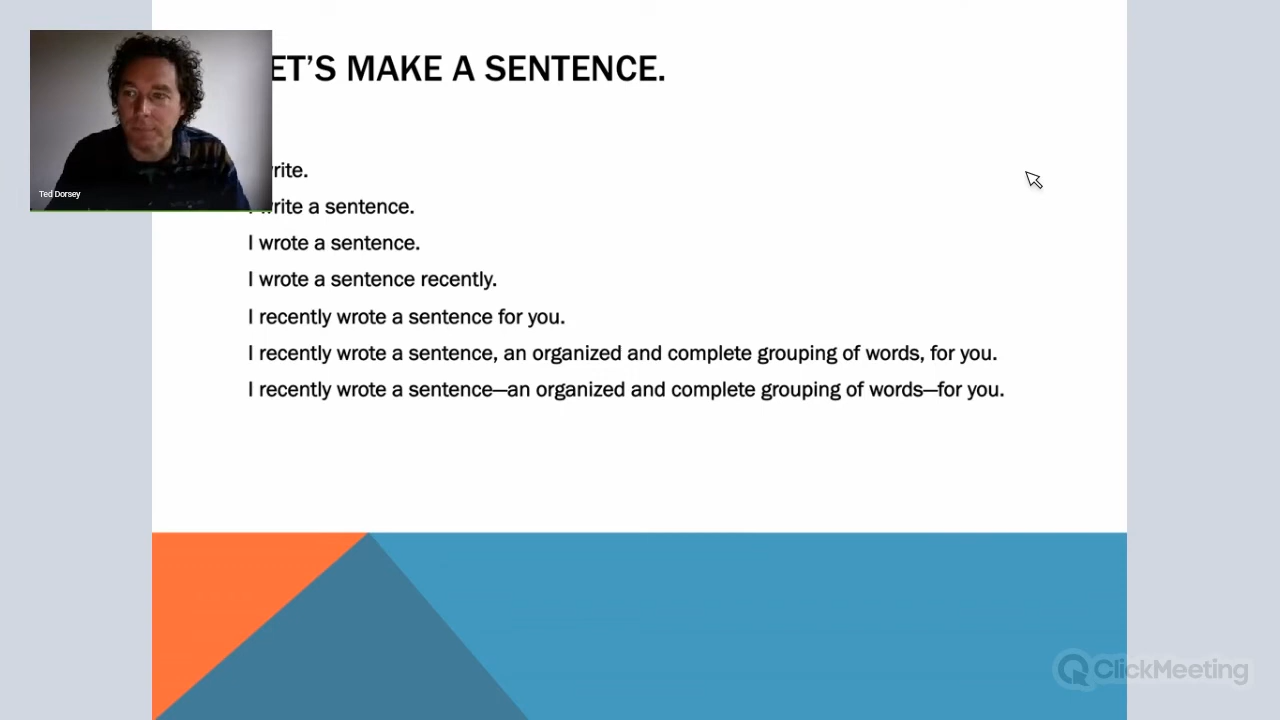 ET'S MAKE A SENTENCE.
Ted Dorsey
write.
write a sentence.
I wrote a sentence.
I wrote a sentence recently.
I recently wrote a sentence for you.
I recently wrote a sentence, an organized and complete grouping of words, for you.
I recently wrote a sentence—an organized and complete grouping of words—for you.
ClickMeeting